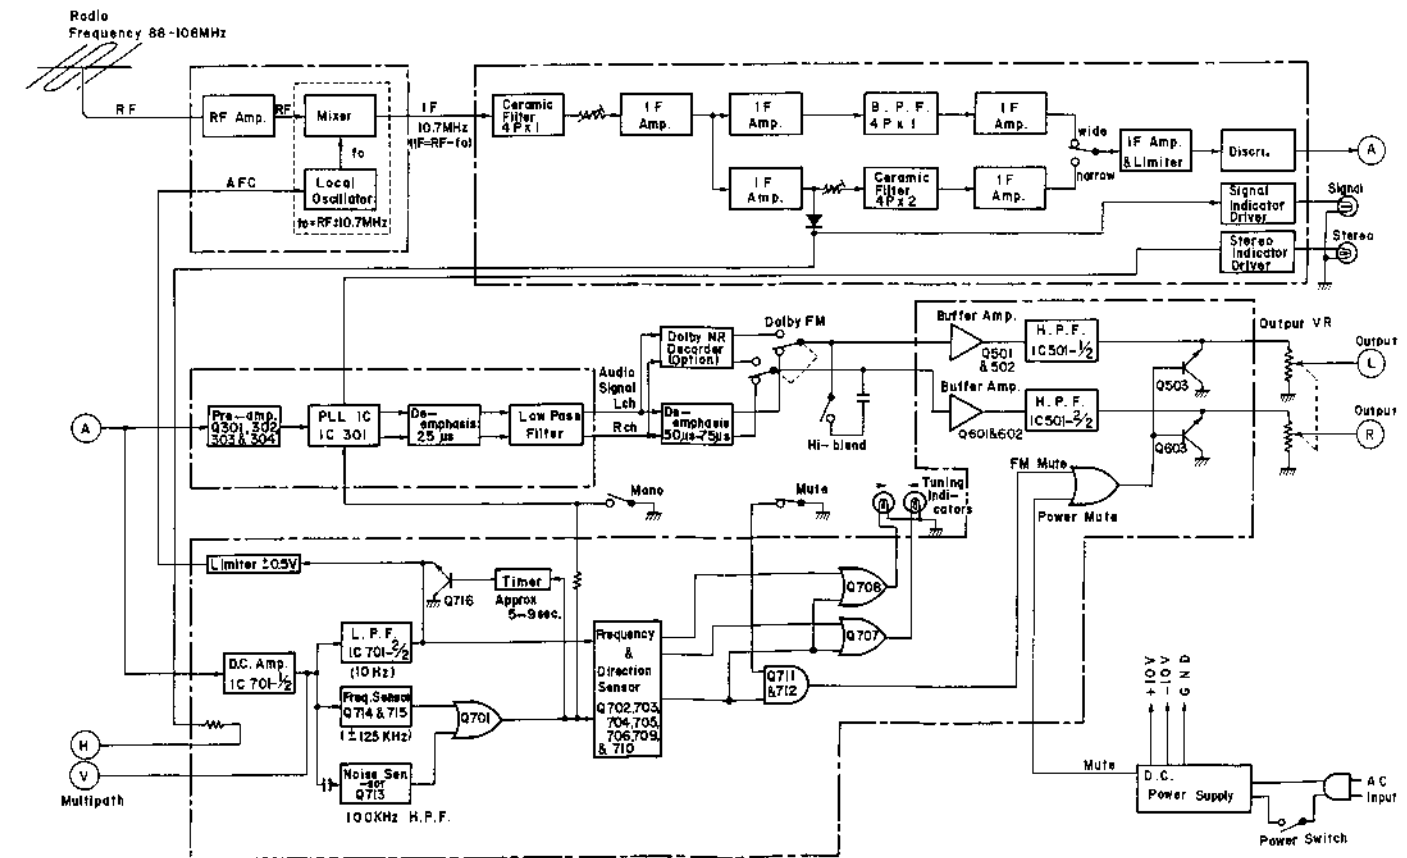 Radio
Frequency 88-108MHz
RF
RF Amp.
RF
Mixer
fo
Local
Oscillator
fo=RF±10.7MHz
AFC
IF
10.7MHz
(IF=RF-fo)
Ceramic
Filter
4P×1
IF
Amp.
IF
Amp.
B. P. F.
4P×1
IF
Amp.
wide
narrow
IF Amp.
& Limiter
Discri.
A
IF
Amp.
Ceramic
Filter
4P×2
IF
Amp.
Signal
Indicator
Driver
Signal
Stereo
Indicator
Driver
Stereo
Dolby FM
Dolby NR
Decorder
(Option)
Audio
Signal
Lch
Rch
A
Pre-amp.
Q301, 302
303 & 304
PLL IC
IC 301
De-
emphasis:
25 µs
Low Pass
Filter
De-
emphasis
50µs-75µs
Hi-blend
Buffer Amp.
Q501
& 502
H. P. F.
IC501-1/2
Buffer Amp.
Q601&602
H. P. F.
IC501-2/2
Q503
Q603
Output VR
Output
L
Output
R
FM Mute
Power Mute
Mono
Mute
Tuning
Indi-
cators
Limiter ±0.5V
Q716
Timer
Approx
5-9sec.
L. P. F.
IC 701-2/2
(10Hz)
D.C. Amp.
IC 701-1/2
Freq. Sensor
Q714 & 715
(±125 KHz)
Q701
Noise Sen
-sor
Q713
100KHz H.P.F.
H
V
Multipath
Frequency
&
Direction
Sensor
Q702,703,
704,705,
706,709,
& 710
Q708
Q707
Q711
&712
+10V
-10V
GND
Mute
D.C.
Power Supply
AC
Input
Power Switch